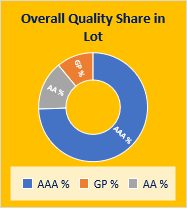 Overall Quality Share in
Lot
GP %
AA %
AAA %
AAA %  GP %  AA %